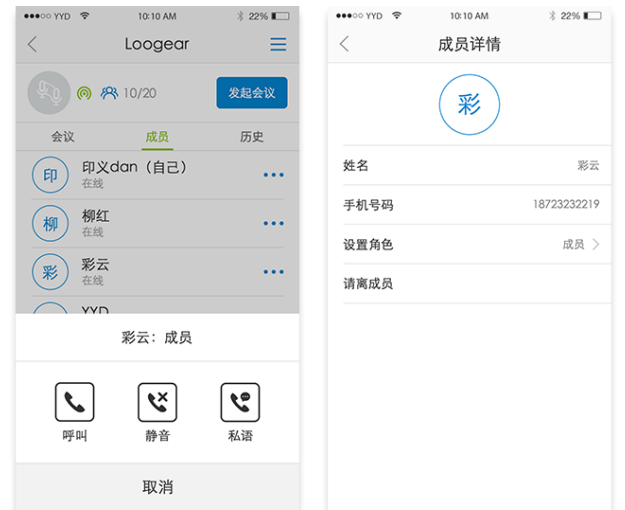 YYD 10:10 AM 22%
Loogear
10/20 发起会议
会议 成员 历史
印 印义dan（自己）
在线
柳 柳红
在线
彩 彩云
在线
YYD
彩云：成员
呼叫 静音 私语
取消
YYD 10:10 AM 22%
成员详情
彩
姓名 彩云
手机号码 18723232219
设置角色 成员
请离成员